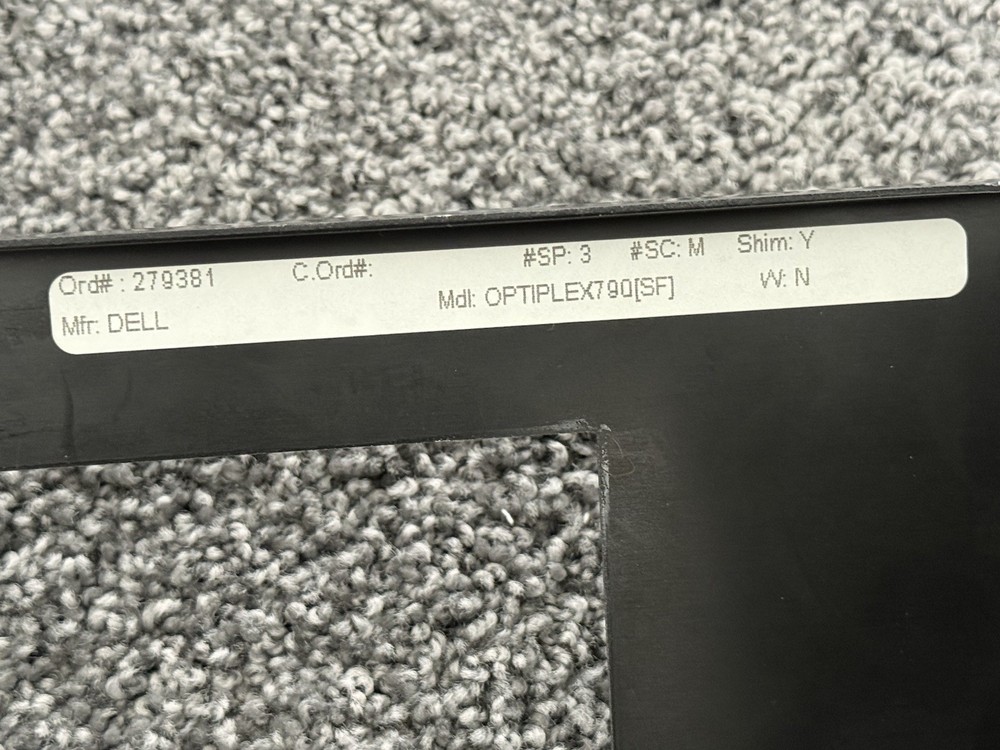 Ord# : 279381 C.Ord#: #SP: 3 #SC: M Shim: Y
Mfr: DELL Mdl: OPTIPLEX790[SF] W: N